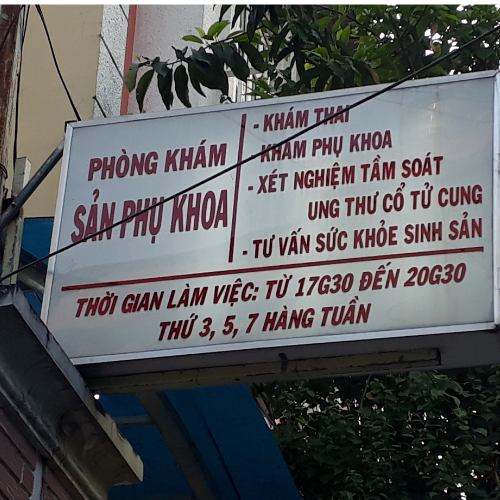 PHÒNG KHÁM
SẢN PHỤ KHOA
- KHÁM THAI
KHÁM PHỤ KHOA
- XÉT NGHIỆM TẦM SOÁT
UNG THƯ CỔ TỬ CUNG
- TƯ VẤN SỨC KHỎE SINH SẢN
THỜI GIAN LÀM VIỆC: TỪ 17G30 ĐẾN 20G30
THỨ 3, 5, 7 HÀNG TUẦN